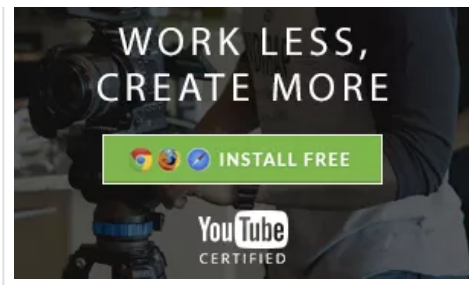 WORK LESS,
CREATE MORE
INSTALL FREE
YouTube
CERTIFIED